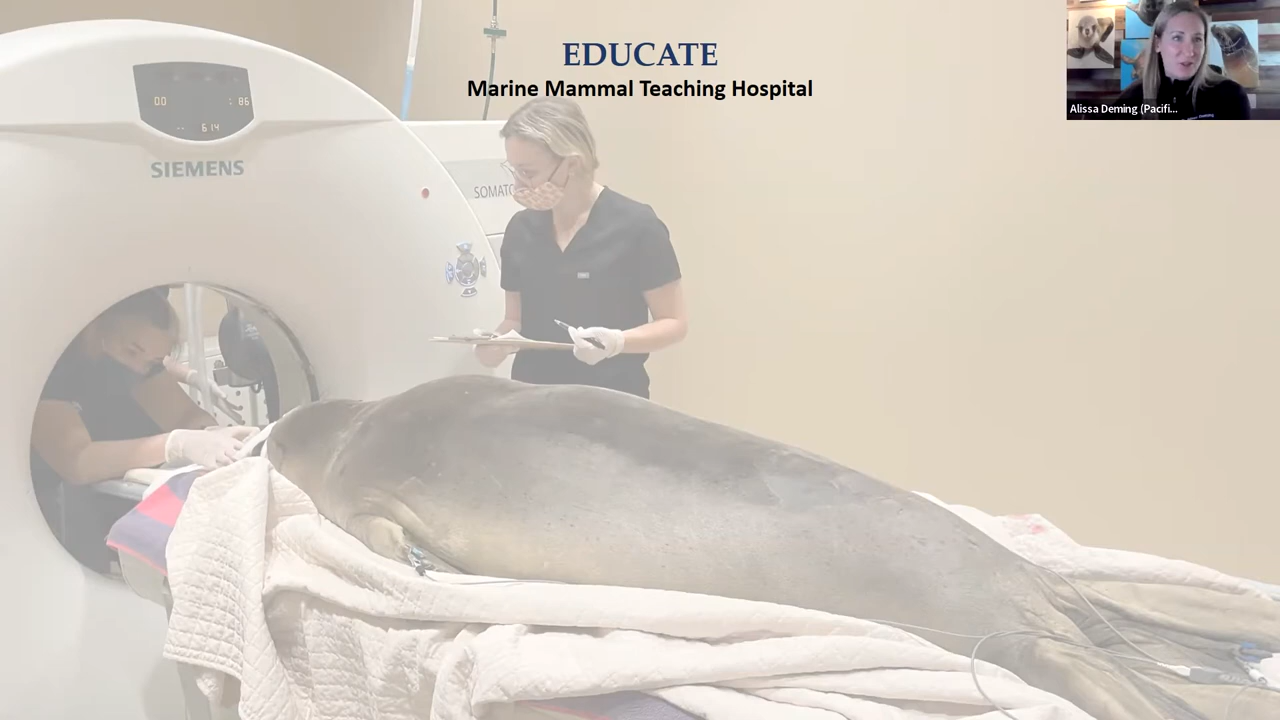 EDUCATE
Marine Mammal Teaching Hospital
Alissa Deming (Pacifi...
00 : 86
614
SIEMENS
SOMATO